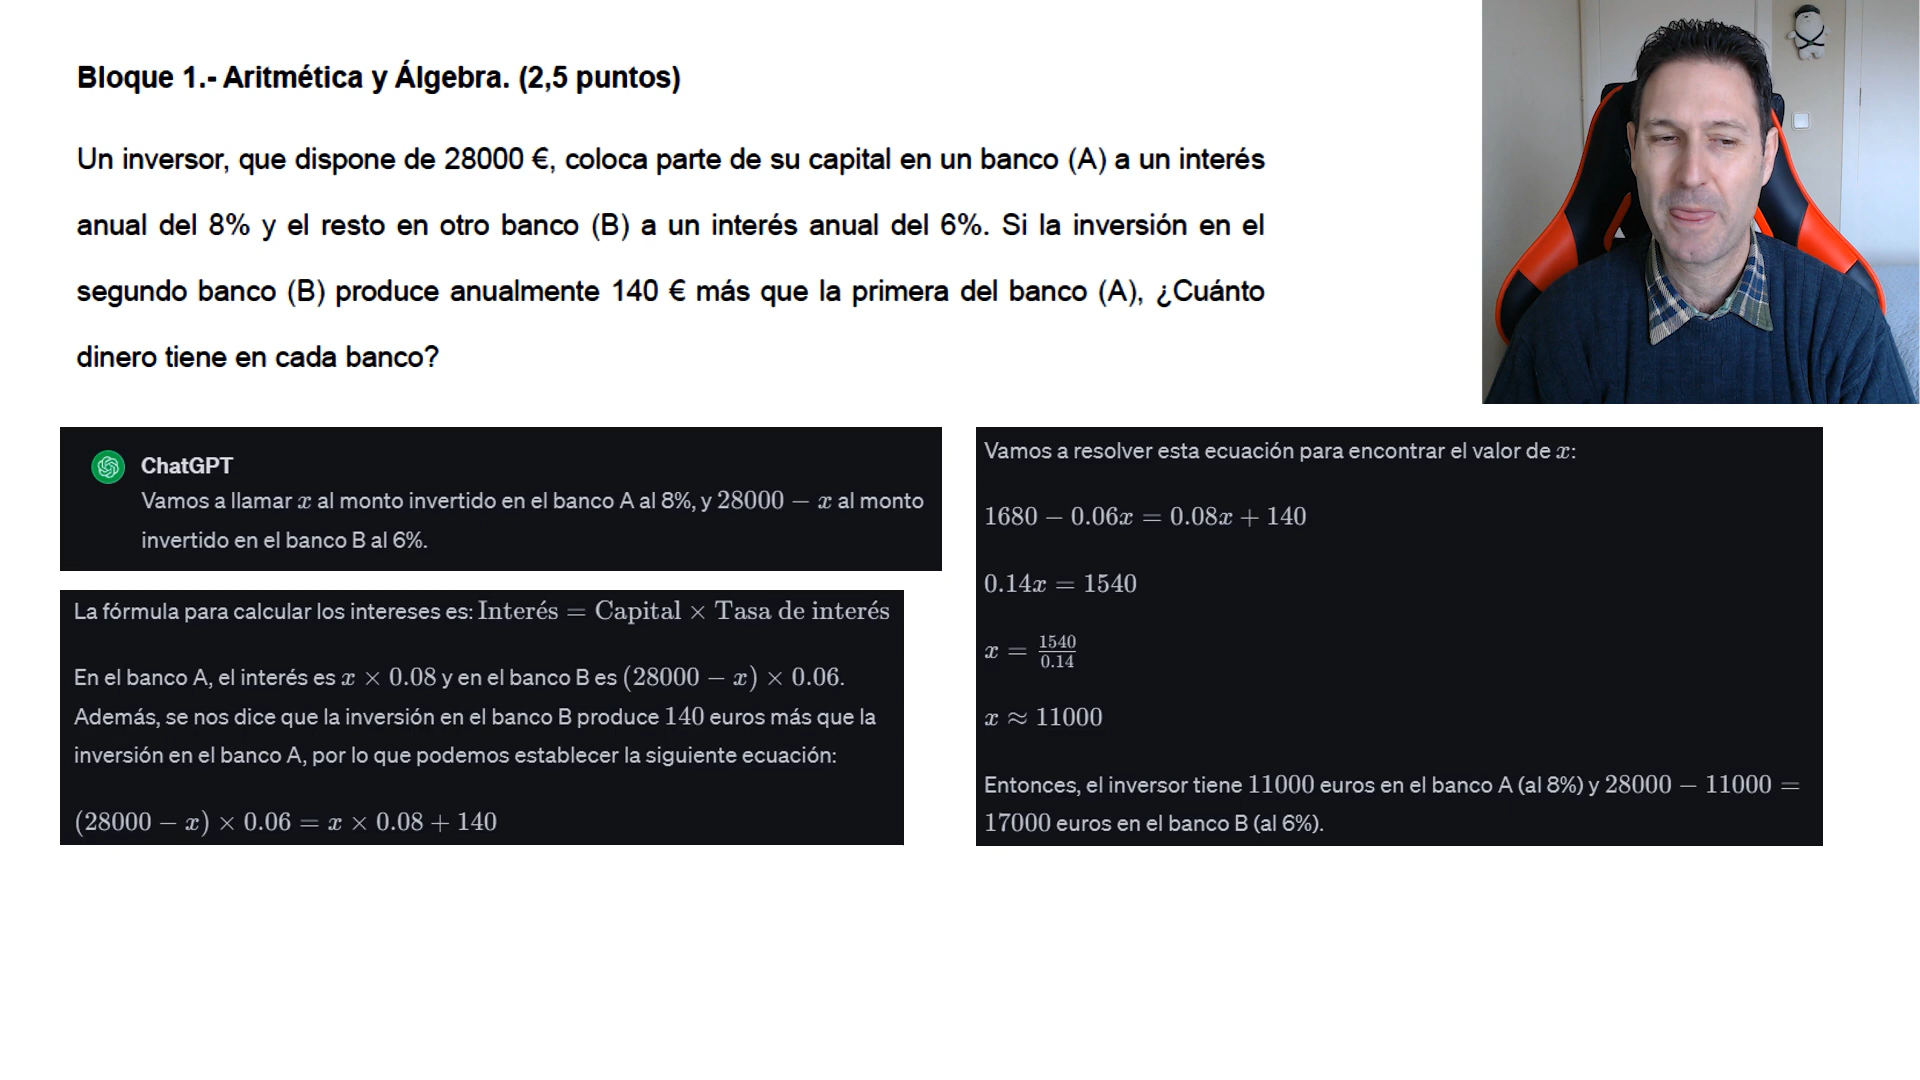 Bloque 1.- Aritmética y Álgebra. (2,5 puntos)
Un inversor, que dispone de 28000 €, coloca parte de su capital en un banco (A) a un interés
anual del 8% y el resto en otro banco (B) a un interés anual del 6%. Si la inversión en el
segundo banco (B) produce anualmente 140 € más que la primera del banco (A), ¿Cuánto
dinero tiene en cada banco?
ChatGPT
Vamos a llamar x al monto invertido en el banco A al 8%, y 28000 − x al monto
invertido en el banco B al 6%.
La fórmula para calcular los intereses es: Interés = Capital × Tasa de interés
En el banco A, el interés es x × 0.08 y en el banco B es (28000 − x) × 0.06.
Además, se nos dice que la inversión en el banco B produce 140 euros más que la
inversión en el banco A, por lo que podemos establecer la siguiente ecuación:
(28000 − x) × 0.06 = x × 0.08 + 140
Vamos a resolver esta ecuación para encontrar el valor de x:
1680 − 0.06x = 0.08x + 140
0.14x = 1540
x = 1540/0.14
x ≈ 11000
Entonces, el inversor tiene 11000 euros en el banco A (al 8%) y 28000 − 11000 =
17000 euros en el banco B (al 6%).